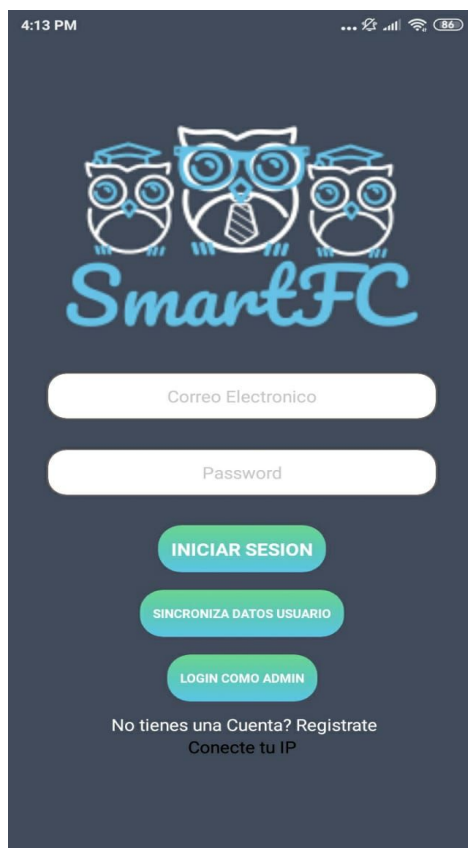 4:13 PM
... 86
SmartFC
Correo Electronico
Password
INICIAR SESION
SINCRONIZA DATOS USUARIO
LOGIN COMO ADMIN
No tienes una Cuenta? Registrate
Conecte tu IP